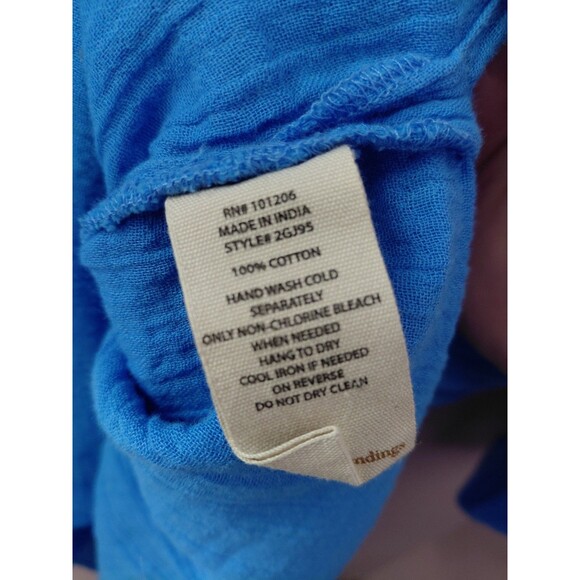 RN# 101206
MADE IN INDIA
STYLE# 2GJ95
100% COTTON
HAND WASH COLD
SEPARATELY
ONLY NON-CHLORINE BLEACH
WHEN NEEDED
HANG TO DRY
COOL IRON IF NEEDED
ON REVERSE
DO NOT DRY CLEAN
ndings